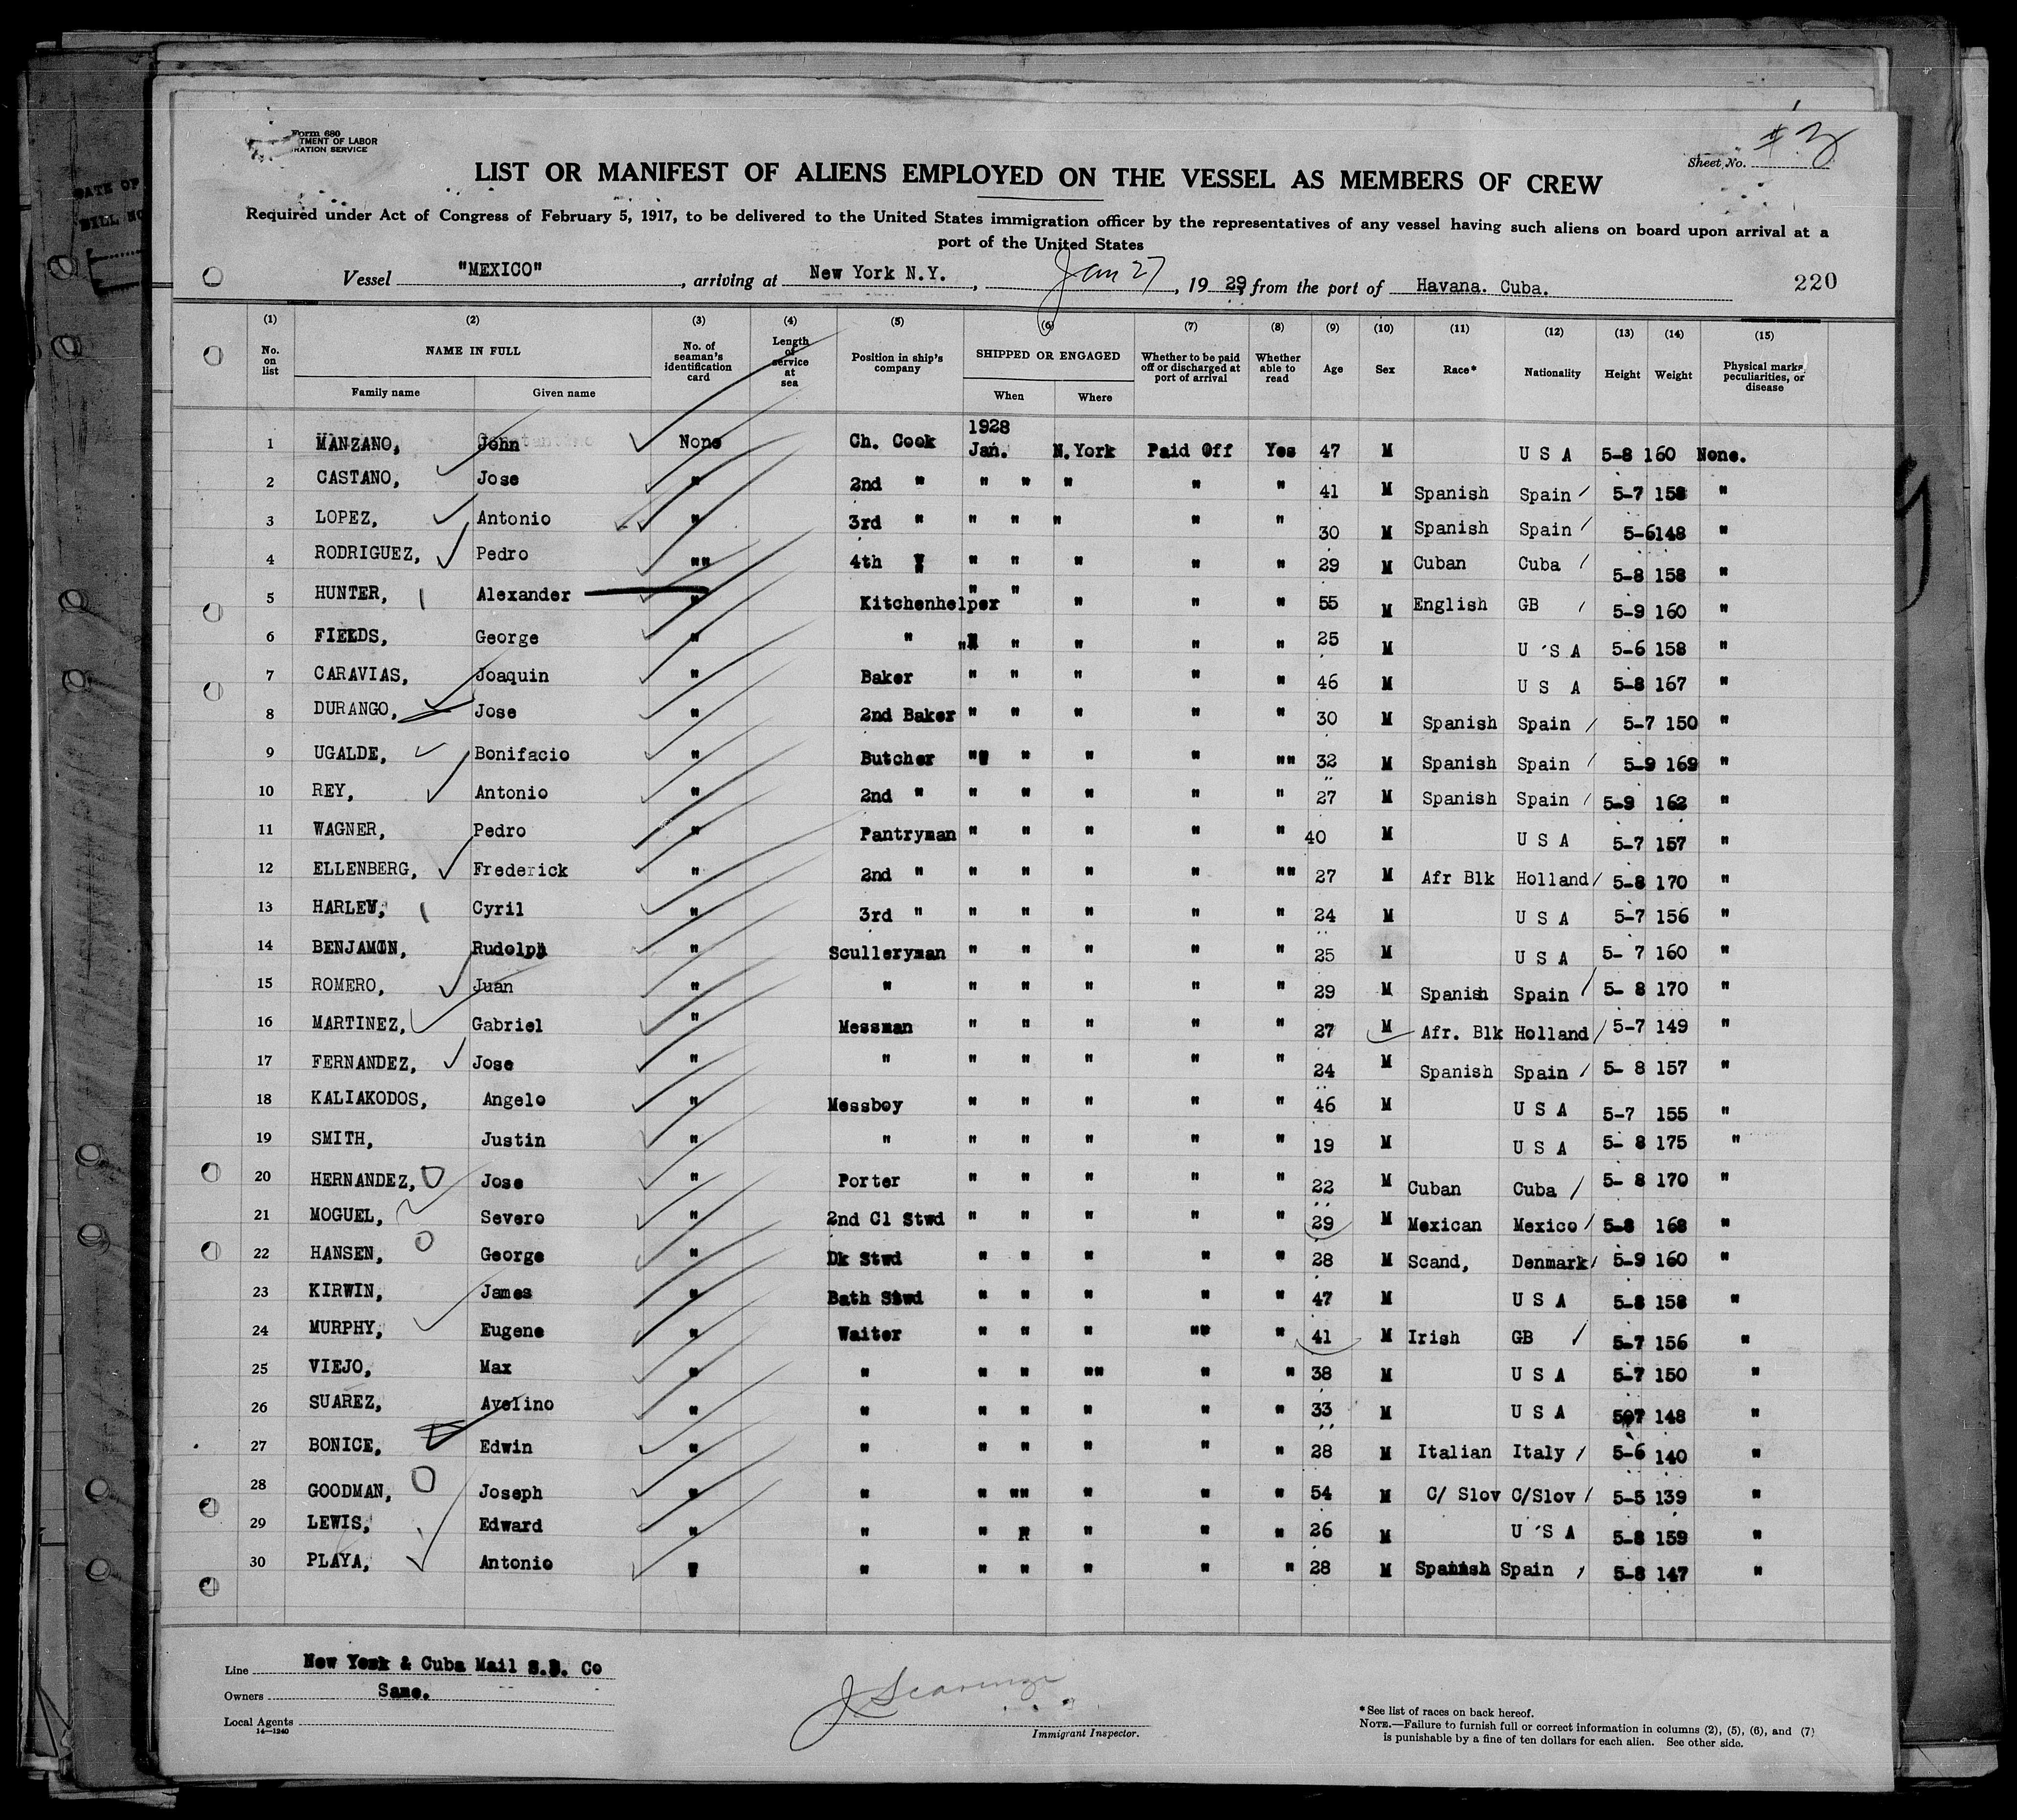 Form 680
TMENT OF LABOR
RATION SERVICE
Sheet No.
LIST OR MANIFEST OF ALIENS EMPLOYED ON THE VESSEL AS MEMBERS OF CREW
Required under Act of Congress of February 5, 1917, to be delivered to the United States immigration officer by the representatives of any vessel having such aliens on board upon arrival at a
port of the United States
Vessel "MEXICO", arriving at New York N.Y., Jan 27, 1929, from the port of Havana. Cuba. 220
(1) (2) (3) (4) (5) (6) (7) (8) (9) (10) (11) (12) (13) (14) (15)
No. on list NAME IN FULL No. of seaman's identification card Length of service at sea Position in ship's company SHIPPED OR ENGAGED Whether to be paid off or discharged at port of arrival Whether able to read Age Sex Race* Nationality Height Weight Physical marks, peculiarities, or disease
Family name Given name When Where
1928
1 MANZANO, John None Ch. Cook Jan. N.York Paid Off Yes 47 M U S A 5-8 160 None.
2 CASTANO, Jose " 2nd " " " " " " 41 M Spanish Spain 5-7 158 "
3 LOPEZ, Antonio " 3rd " " " " " " 30 M Spanish Spain 5-6 148 "
4 RODRIGUEZ, Pedro "" 4th " " " " " " 29 M Cuban Cuba 5-8 158 "
5 HUNTER, Alexander " Kitchenhelper " " " " " 55 M English GB 5-9 160 "
6 FIELDS, George " " " " " " " 25 M U S A 5-6 158 "
7 CARAVIAS, Joaquin " Baker " " " " " 46 M U S A 5-8 167 "
8 DURANGO, Jose " 2nd Baker " " " " " 30 M Spanish Spain 5-7 150 "
9 UGALDE, Bonifacio " Butcher "" " " " "" 32 M Spanish Spain 5-9 169 "
10 REY, Antonio " 2nd " " " " " " 27 M Spanish Spain 5-9 162 "
11 WAGNER, Pedro " Pantryman " " " " " 40 M U S A 5-7 157 "
12 ELLENBERG, Frederick " 2nd " " " " " "" 27 M Afr Blk Holland 5-8 170 "
13 HARLEY, Cyril " 3rd " " " " " " 24 M U S A 5-7 156 "
14 BENJAMIN, Rudolph " Sculleryman " " " " " 25 M U S A 5- 7 160 "
15 ROMERO, Juan " " " " " " " 29 M Spanish Spain 5- 8 170 "
16 MARTINEZ, Gabriel " Messman " " " " " 27 M Afr. Blk Holland 5-7 149 "
17 FERNANDEZ, Jose " " " " " " " 24 M Spanish Spain 5- 8 157 "
18 KALIAKODOS, Angelo " Messboy " " " " " 46 M U S A 5-7 155 "
19 SMITH, Justin " " " " " " " 19 M U S A 5- 8 175 "
20 HERNANDEZ, Jose " Porter " " " " " 22 M Cuban Cuba 5- 8 170 "
21 MOGUEL, Severo " 2nd Cl Stwd " " " " " 29 M Mexican Mexico 5-8 168 "
22 HANSEN, George " Dk Stwd " " " " " 28 M Scand, Denmark 5-9 160 "
23 KIRWIN, James " Bath Stwd " " " " " 47 M U S A 5-8 158 "
24 MURPHY, Eugene " Waiter " " " "" " 41 M Irish GB 5-7 156 "
25 VIEJO, Max " " " " "" " " 38 M U S A 5-7 150 "
26 SUAREZ, Avelino " " " " " " " 33 M U S A 507 148 "
27 BONICE, Edwin " " " " " " " 28 M Italian Italy 5-6 140 "
28 GOODMAN, Joseph " " " "" " " " 54 M C/ Slov C/Slov 5-5 139 "
29 LEWIS, Edward " " " " " " " 26 M U S A 5-8 159 "
30 PLAYA, Antonio " " " " " " " 28 M Spanish Spain 5-8 147 "
Line New York & Cuba Mail S.S. Co
Owners Same.
Local Agents
14—1240
Immigrant Inspector.
*See list of races on back hereof.
NOTE.—Failure to furnish full or correct information in columns (2), (5), (6), and (7)
is punishable by a fine of ten dollars for each alien. See other side.